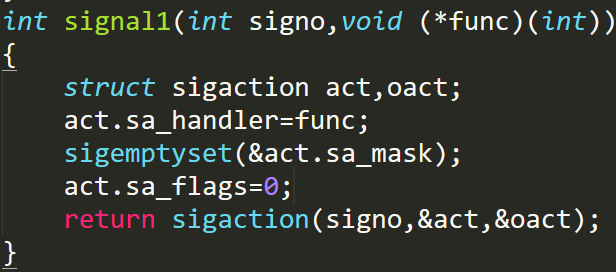 int signal1(int signo,void (*func)(int))
{
    struct sigaction act,oact;
    act.sa_handler=func;
    sigemptyset(&act.sa_mask);
    act.sa_flags=0;
    return sigaction(signo,&act,&oact);
}